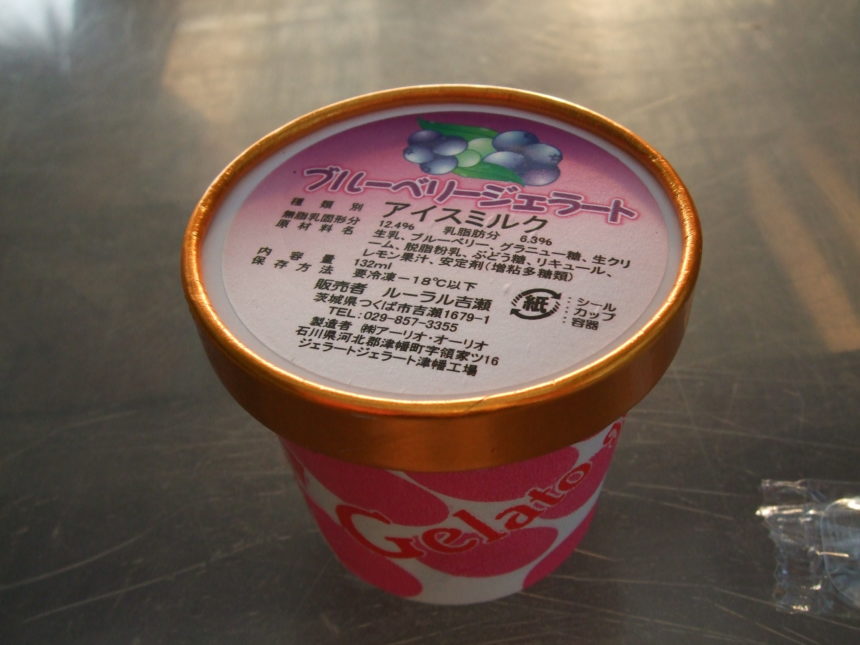 ブルーベリージェラート
種類別 アイスミルク
無脂乳固形分 12.4% 乳脂肪分 6.3%
原材料名 生乳、ブルーベリー、グラニュー糖、生クリ
ーム、脱脂粉乳、ぶどう糖、リキュール、
レモン果汁、安定剤(増粘多糖類)
内容量 132ml
保存方法 要冷凍-18℃以下
販売者 ルーラル吉瀬
茨城県つくば市吉瀬1679-1
TEL:029-857-3355
製造者 ㈱アーリオ・オーリオ
石川県河北郡津幡町字領家ツ16
ジェラートジェラート津幡工場
紙
シール
カップ
容器
Gelato